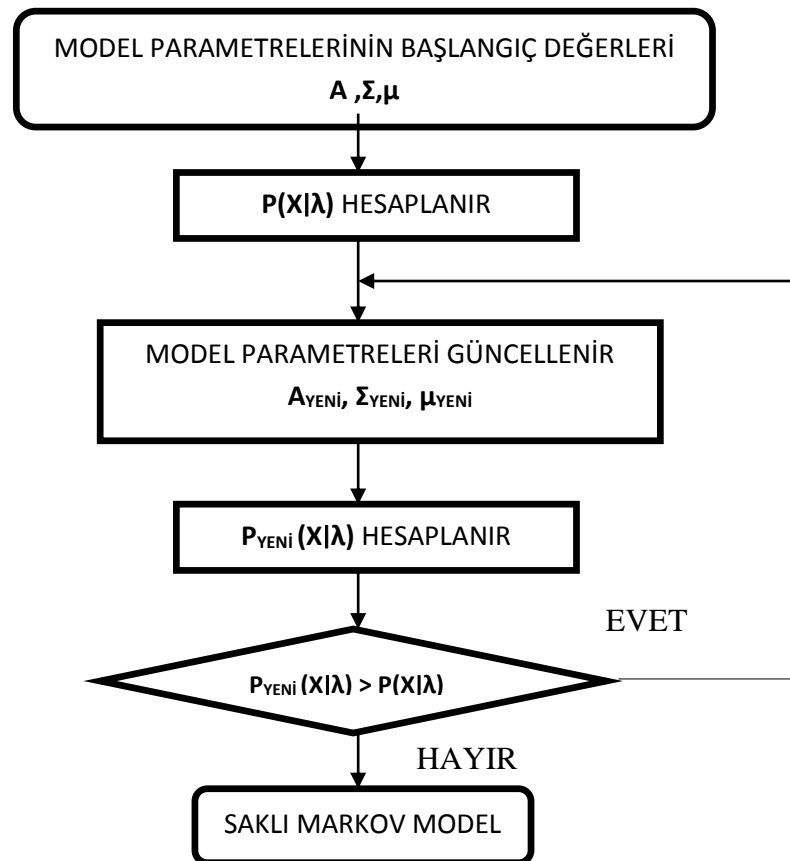 MODEL PARAMETRELERİNİN BAŞLANGIÇ DEĞERLERİ
A ,Σ,μ
P(X|λ) HESAPLANIR
MODEL PARAMETRELERİ GÜNCELLENİR
AYENİ, ΣYENİ, μYENİ
PYENİ (X|λ) HESAPLANIR
EVET
PYENİ (X|λ) > P(X|λ)
HAYIR
SAKLI MARKOV MODEL